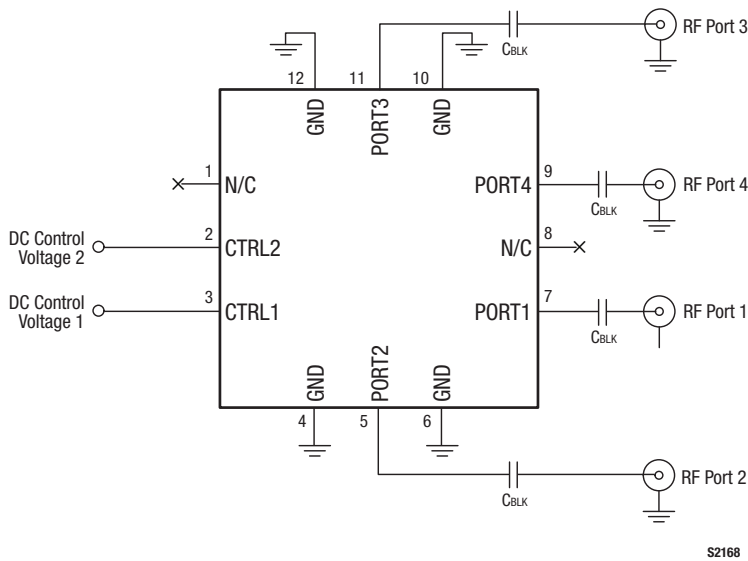 RF Port 3
CBLK
12
11
10
GND
PORT3
GND
1
N/C
PORT4
9
RF Port 4
CBLK
DC Control
Voltage 2
2
CTRL2
N/C
8
DC Control
Voltage 1
3
CTRL1
PORT1
7
RF Port 1
CBLK
GND
PORT2
GND
4
5
6
RF Port 2
CBLK
S2168